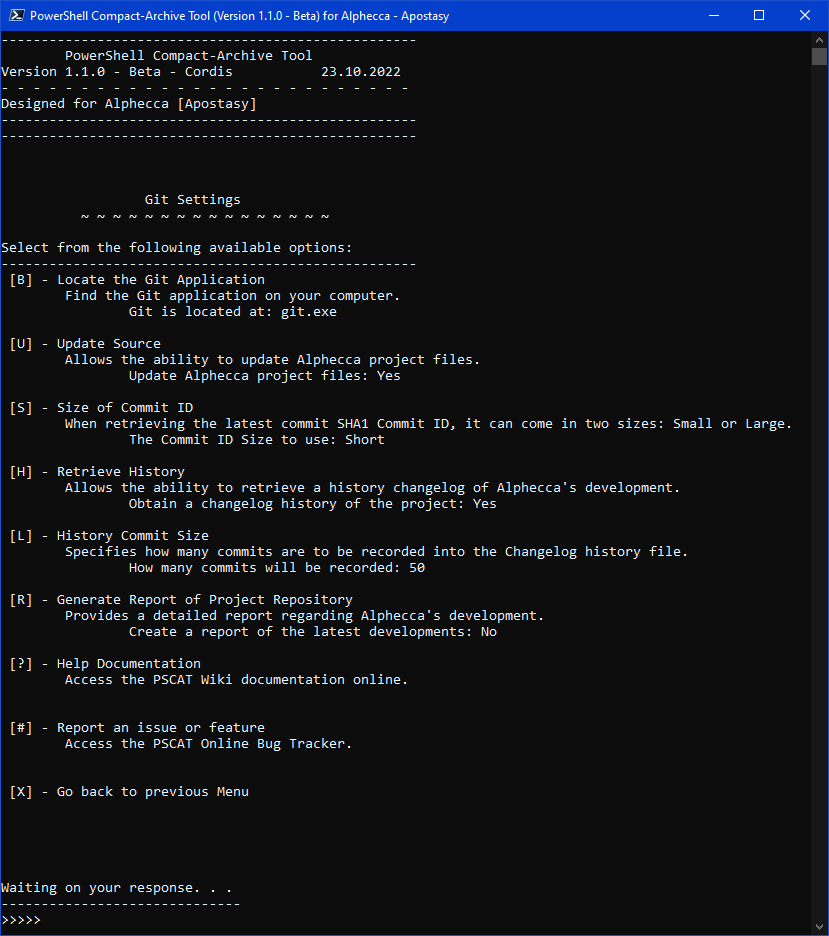 PowerShell Compact-Archive Tool (Version 1.1.0 - Beta) for Alphecca - Apostasy
----------------------------------------------------
PowerShell Compact-Archive Tool
Version 1.1.0 - Beta - Cordis 23.10.2022
- - - - - - - - - - - - - - - - - - - - - - - - - -
Designed for Alphecca [Apostasy]
----------------------------------------------------
----------------------------------------------------
Git Settings
~ ~ ~ ~ ~ ~ ~ ~ ~ ~ ~ ~ ~ ~ ~ ~
Select from the following available options:
----------------------------------------------------
[B] - Locate the Git Application
Find the Git application on your computer.
Git is located at: git.exe
[U] - Update Source
Allows the ability to update Alphecca project files.
Update Alphecca project files: Yes
[S] - Size of Commit ID
When retrieving the latest commit SHA1 Commit ID, it can come in two sizes: Small or Large.
The Commit ID Size to use: Short
[H] - Retrieve History
Allows the ability to retrieve a history changelog of Alphecca's development.
Obtain a changelog history of the project: Yes
[L] - History Commit Size
Specifies how many commits are to be recorded into the Changelog history file.
How many commits will be recorded: 50
[R] - Generate Report of Project Repository
Provides a detailed report regarding Alphecca's development.
Create a report of the latest developments: No
[?] - Help Documentation
Access the PSCAT Wiki documentation online.
[#] - Report an issue or feature
Access the PSCAT Online Bug Tracker.
[X] - Go back to previous Menu
Waiting on your response. . .
------------------------------
>>>>>